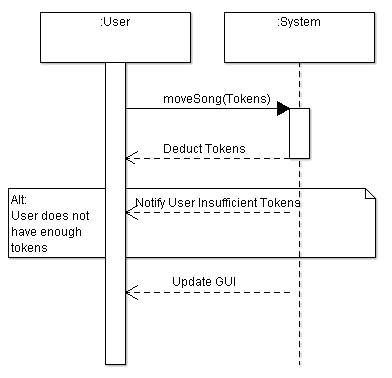 :User
:System
moveSong(Tokens)
Deduct Tokens
Alt:
User does not
have enough
tokens
Notify User Insufficient Tokens
Update GUI